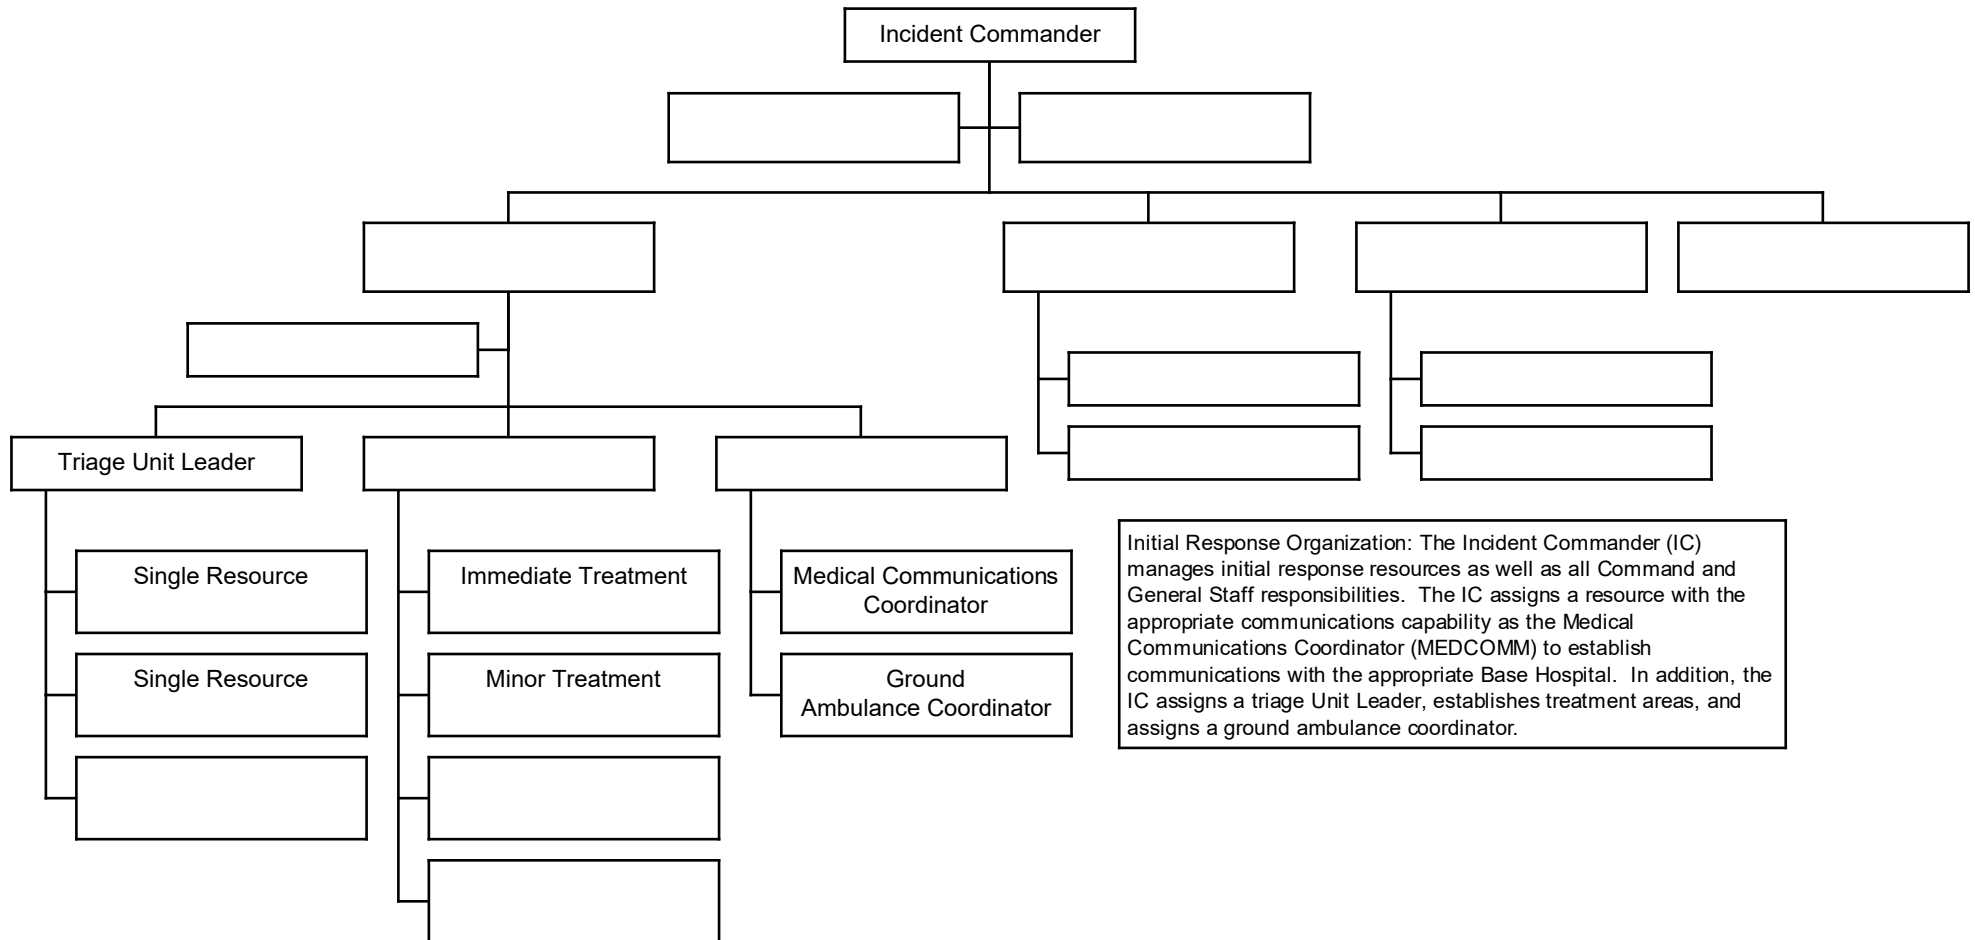 Incident Commander
Triage Unit Leader
Single Resource
Immediate Treatment
Medical Communications
Coordinator
Single Resource
Minor Treatment
Ground
Ambulance Coordinator
Initial Response Organization: The Incident Commander (IC)
manages initial response resources as well as all Command and
General Staff responsibilities.  The IC assigns a resource with the
appropriate communications capability as the Medical
Communications Coordinator (MEDCOMM) to establish
communications with the appropriate Base Hospital.  In addition, the
IC assigns a triage Unit Leader, establishes treatment areas, and
assigns a ground ambulance coordinator.